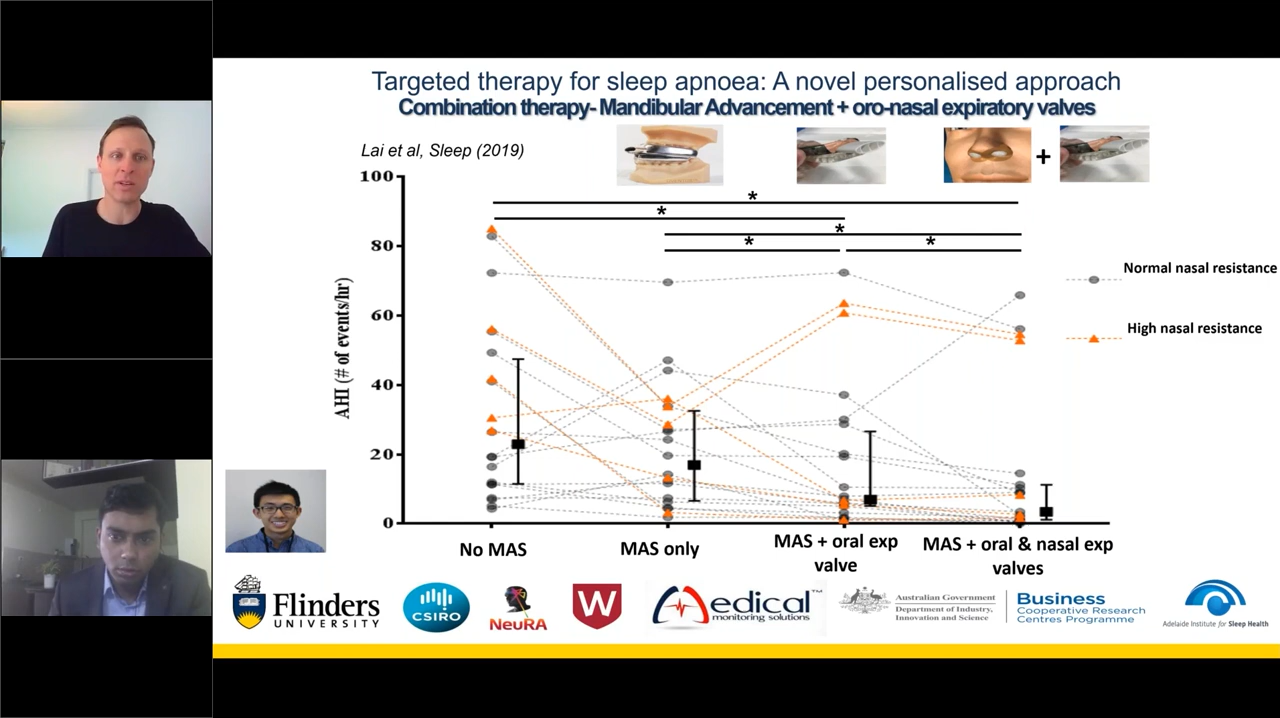 Targeted therapy for sleep apnoea: A novel personalised approach
Combination therapy- Mandibular Advancement + oro-nasal expiratory valves
Lai et al, Sleep (2019)
+
100
80
60
40
20
0
AHI (# of events/hr)
*
*
*
*
*
Normal nasal resistance
High nasal resistance
No MAS
MAS only
MAS + oral exp
valve
MAS + oral & nasal exp
valves
Flinders
UNIVERSITY
CSIRO
NeuRA
W
Medical
monitoring solutions
TM
Australian Government
Department of Industry,
Innovation and Science
Business
Cooperative Research
Centres Programme
Adelaide Institute for Sleep Health